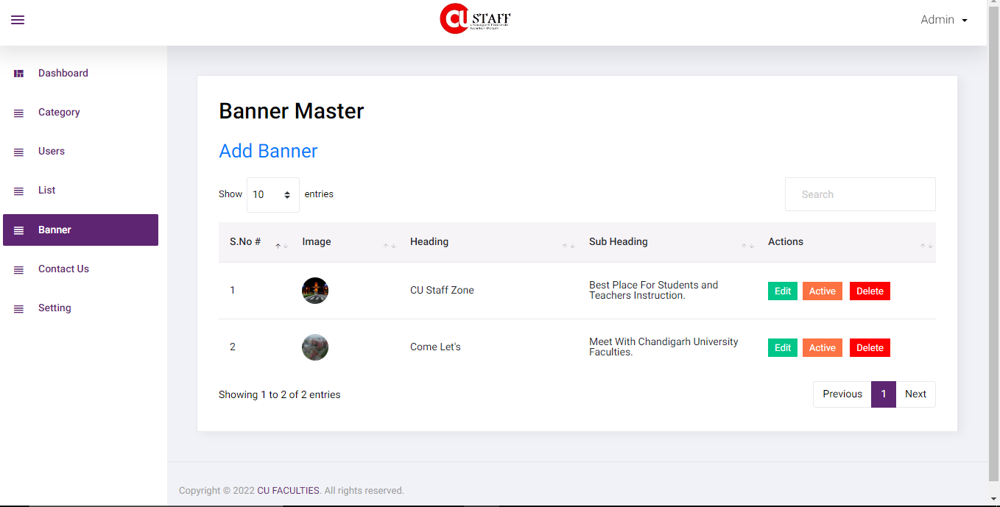 CU STAFF
Chandigarh University
Admin
Dashboard
Category
Users
List
Banner
Contact Us
Setting
Banner Master
Add Banner
Show 10 entries
Search
S.No # Image Heading Sub Heading Actions
1 CU Staff Zone Best Place For Students and
Teachers Instruction. Edit Active Delete
2 Come Let's Meet With Chandigarh University
Faculties. Edit Active Delete
Showing 1 to 2 of 2 entries
Previous 1 Next
Copyright © 2022 CU FACULTIES. All rights reserved.